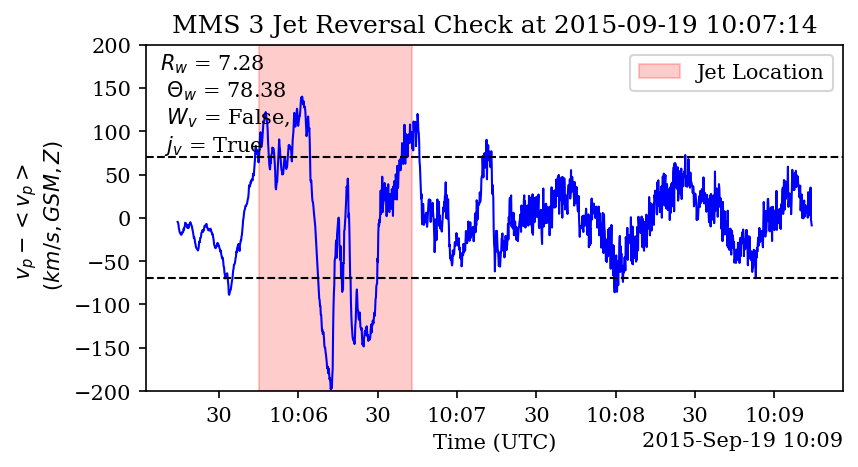 MMS 3 Jet Reversal Check at 2015-09-19 10:07:14
R_w = 7.28
Θ_w = 78.38
W_v = False,
j_v = True
Jet Location
v_p − < v_p >
(km/s, GSM, Z)
200
150
100
50
0
−50
−100
−150
−200
30 10:06 30 10:07 30 10:08 30 10:09
Time (UTC)
2015-Sep-19 10:09